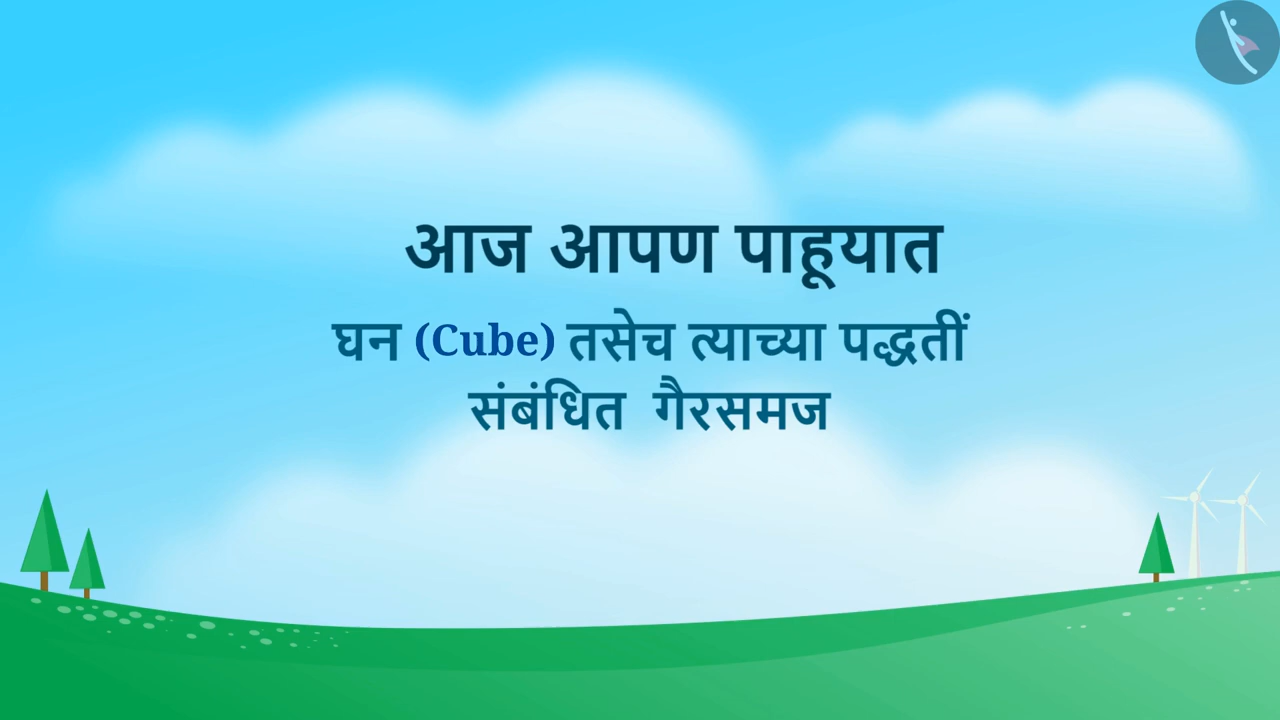 आज आपण पाहूयात
घन (Cube) तसेच त्याच्या पद्धतीं
संबंधित गैरसमज